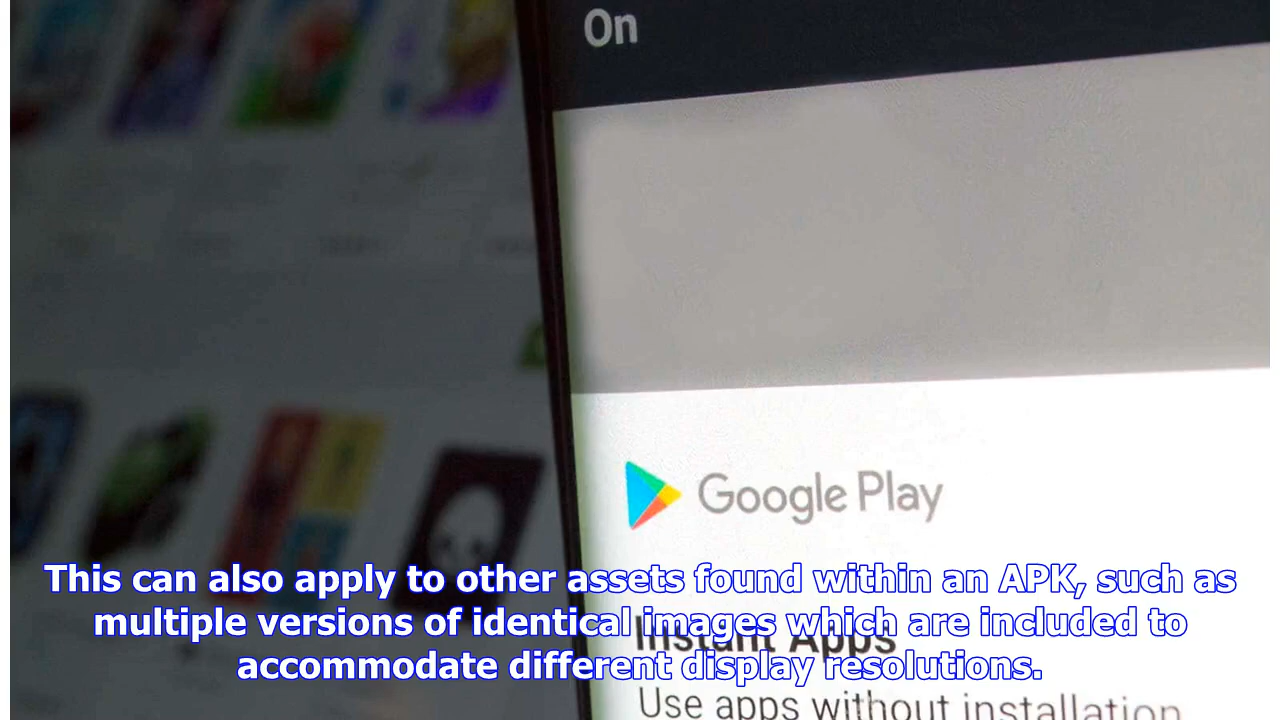 On
Google Play
This can also apply to other assets found within an APK, such as
multiple versions of identical images which are included to
accommodate different display resolutions.
Instant Apps
Use apps without installation